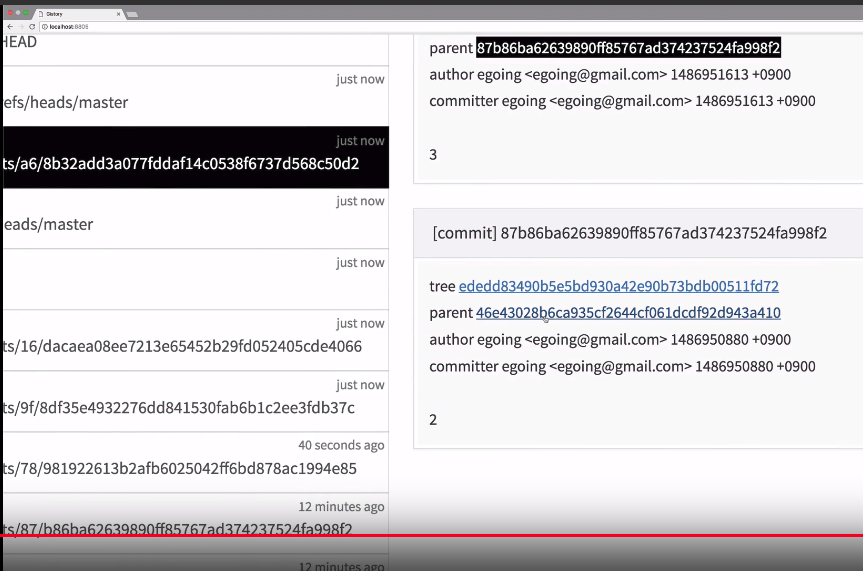 Gistory
localhost:8805
HEAD
just now
efs/heads/master
just now
ts/a6/8b32add3a077fddaf14c0538f6737d568c50d2
just now
eads/master
just now
just now
ts/16/dacaea08ee7213e65452b29fd052405cde4066
just now
ts/9f/8df35e4932276dd841530fab6b1c2ee3fdb37c
40 seconds ago
ts/78/981922613b2afb6025042ff6bd878ac1994e85
12 minutes ago
ts/87/b86ba62639890ff85767ad374237524fa998f2
12 minutes ago
parent 87b86ba62639890ff85767ad374237524fa998f2
author egoing <egoing@gmail.com> 1486951613 +0900
committer egoing <egoing@gmail.com> 1486951613 +0900
3
[commit] 87b86ba62639890ff85767ad374237524fa998f2
tree ededd83490b5e5bd930a42e90b73bdb00511fd72
parent 46e43028b6ca935cf2644cf061dcdf92d943a410
author egoing <egoing@gmail.com> 1486950880 +0900
committer egoing <egoing@gmail.com> 1486950880 +0900
2